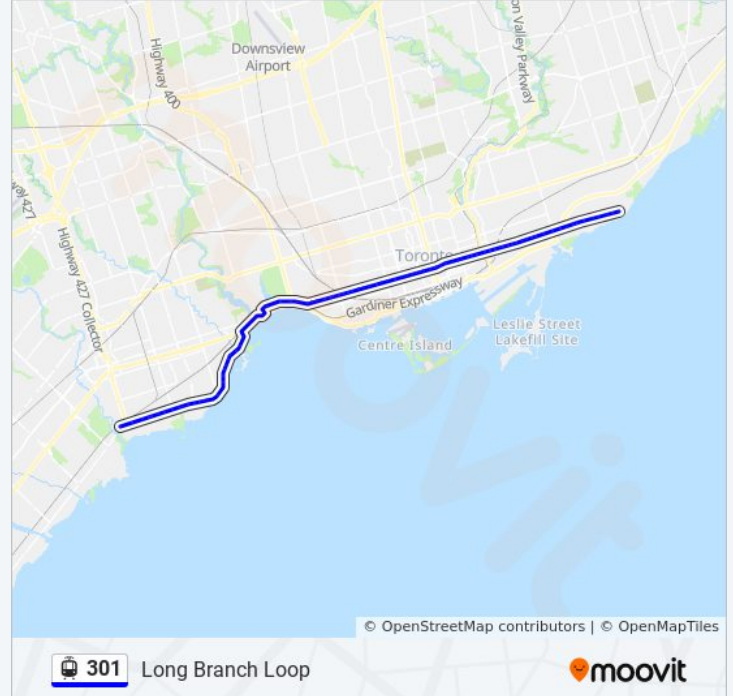 Downsview
Airport
Highway 400
on Valley Parkway
427
Highway 427 Collector
Toronto
Gardiner Expressway
Centre Island
Leslie Street
Lakefill Site
moovit
© OpenStreetMap contributors | © OpenMapTiles
301 Long Branch Loop
moovit